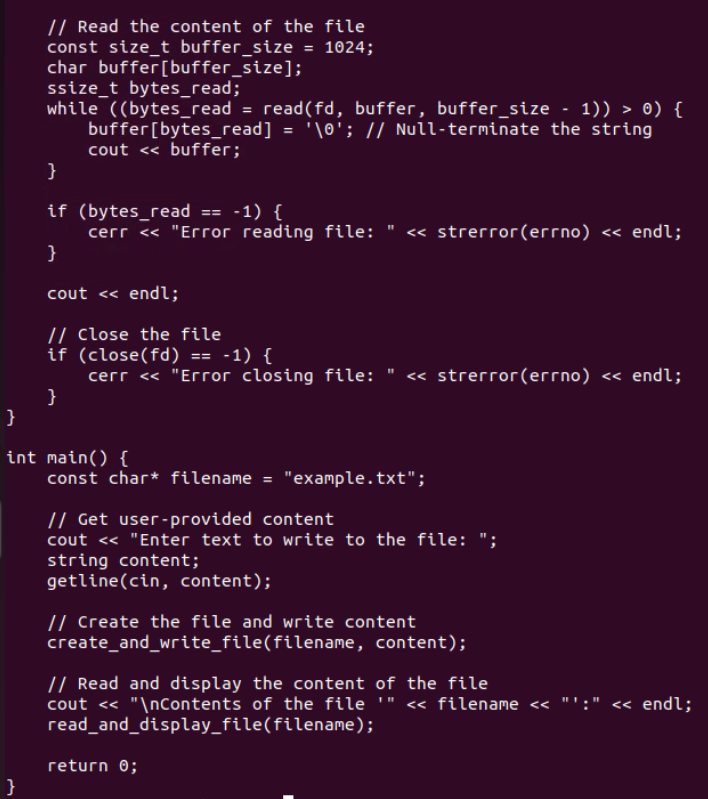 // Read the content of the file
    const size_t buffer_size = 1024;
    char buffer[buffer_size];
    ssize_t bytes_read;
    while ((bytes_read = read(fd, buffer, buffer_size - 1)) > 0) {
        buffer[bytes_read] = '\0'; // Null-terminate the string
        cout << buffer;
    }

    if (bytes_read == -1) {
        cerr << "Error reading file: " << strerror(errno) << endl;
    }

    cout << endl;

    // Close the file
    if (close(fd) == -1) {
        cerr << "Error closing file: " << strerror(errno) << endl;
    }
}

int main() {
    const char* filename = "example.txt";

    // Get user-provided content
    cout << "Enter text to write to the file: ";
    string content;
    getline(cin, content);

    // Create the file and write content
    create_and_write_file(filename, content);

    // Read and display the content of the file
    cout << "\nContents of the file '" << filename << "':" << endl;
    read_and_display_file(filename);

    return 0;
}